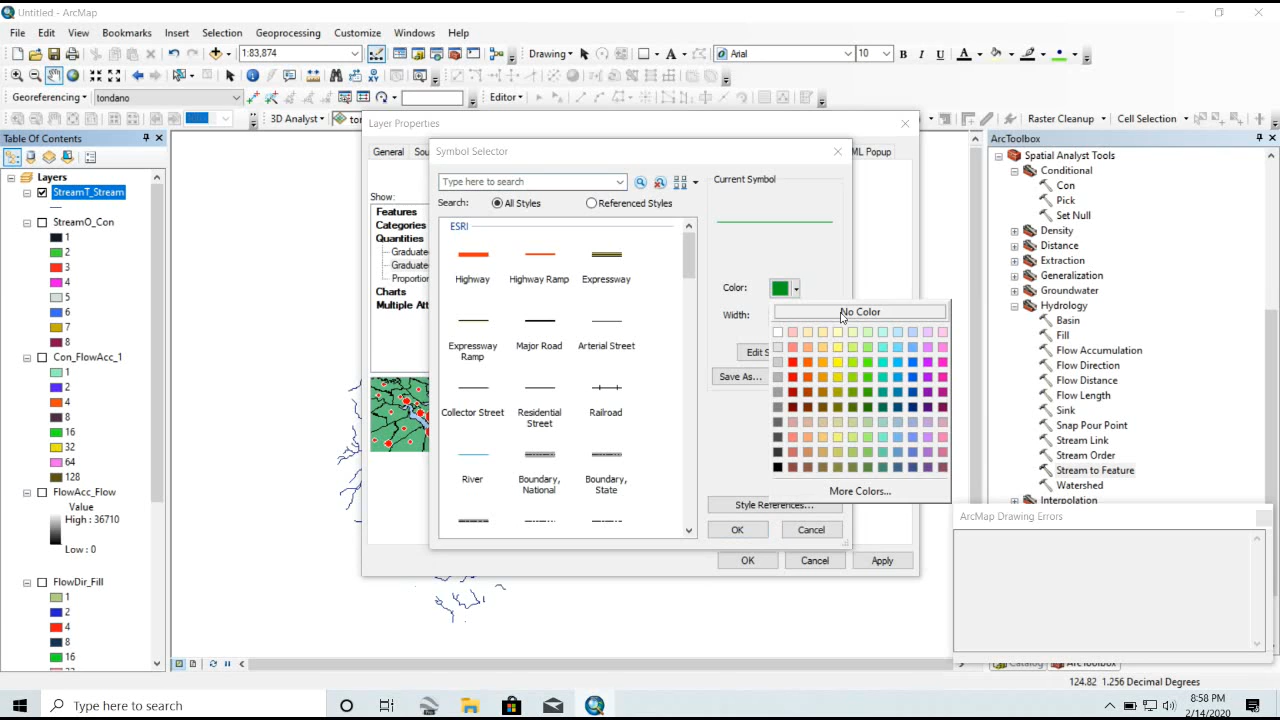 Untitled - ArcMap
File Edit View Bookmarks Insert Selection Geoprocessing Customize Windows Help
1:83,874 Drawing Arial 10 B I U A
Georeferencing tondano Editor
3D Analyst
Raster Cleanup Cell Selection
Table Of Contents
Layers
StreamT_Stream
StreamO_Con
1
2
3
4
5
6
7
8
Con_FlowAcc_1
1
2
4
8
16
32
64
128
FlowAcc_Flow
Value
High : 36710
Low : 0
FlowDir_Fill
1
2
4
8
16
Layer Properties
General
Show:
Features
Categories
Quantities
Charts
Symbol Selector
Type here to search
Search: All Styles Referenced Styles
ESRI
Highway Highway Ramp Expressway
Expressway Ramp Major Road Arterial Street
Collector Street Residential Street Railroad
River Boundary, National Boundary, State
Current Symbol
Color:
Width:
No Color
More Colors...
Save As...
Style References...
OK Cancel
OK Cancel Apply
ArcToolbox
Spatial Analyst Tools
Conditional
Con
Pick
Set Null
Density
Distance
Extraction
Generalization
Groundwater
Hydrology
Basin
Fill
Flow Accumulation
Flow Direction
Flow Distance
Flow Length
Sink
Snap Pour Point
Stream Link
Stream Order
Stream to Feature
Watershed
Interpolation
ArcMap Drawing Errors
Catalog ArcToolbox
124.82 1.256 Decimal Degrees
Type here to search
8:58 PM
2/14/2020